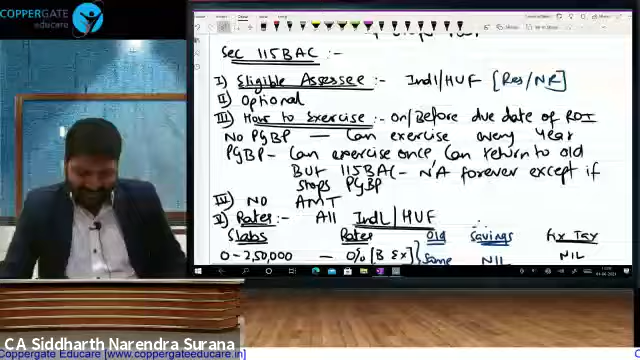 COPPERGATE
educare
Sec 115BAC :-
I) Eligible Assessee :- Indl/HUF [Res/NR]
II) Optional
III) How to Exercise :- on/Before due date of ROI
No PGBP — Can exercise every year
PGBP - Can exercise once, Can return to old
But 115BAC - N/A forever except if
stops PGBP
IV) NO AMT
V) Rates :- All Indl/HUF
Slabs Rates Old Savings Fix Tax
0-2,50,000 — 0% [B Ex] Same NIL NIL
CA Siddharth Narendra Surana
Coppergate Educare [www.coppergateeducare.in]